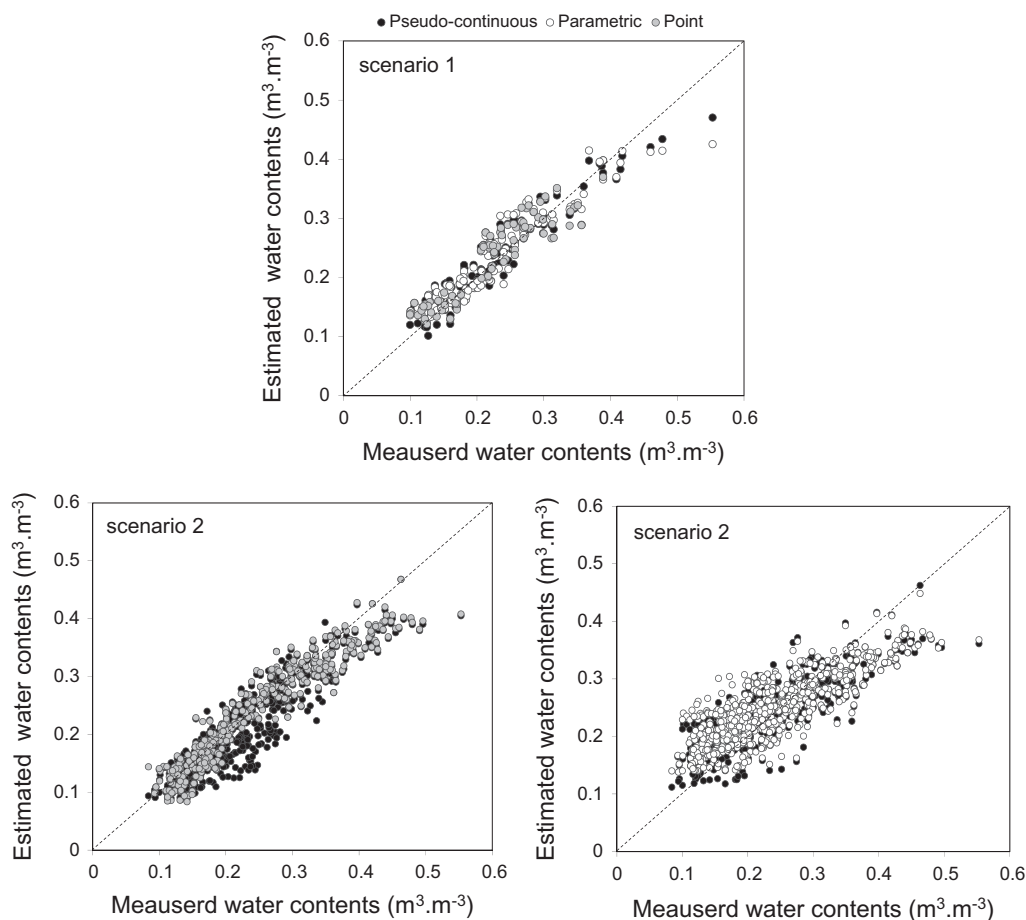 Pseudo-continuous Parametric Point
scenario 1
Estimated water contents (m³.m⁻³)
0.6
0.5
0.4
0.3
0.2
0.1
0
0 0.1 0.2 0.3 0.4 0.5 0.6
Meauserd water contents (m³.m⁻³)
scenario 2
Estimated water contents (m³.m⁻³)
0.6
0.5
0.4
0.3
0.2
0.1
0
0 0.1 0.2 0.3 0.4 0.5 0.6
Meauserd water contents (m³.m⁻³)
scenario 2
Estimated water contents (m³.m⁻³)
0.6
0.5
0.4
0.3
0.2
0.1
0
0 0.1 0.2 0.3 0.4 0.5 0.6
Meauserd water contents (m³.m⁻³)